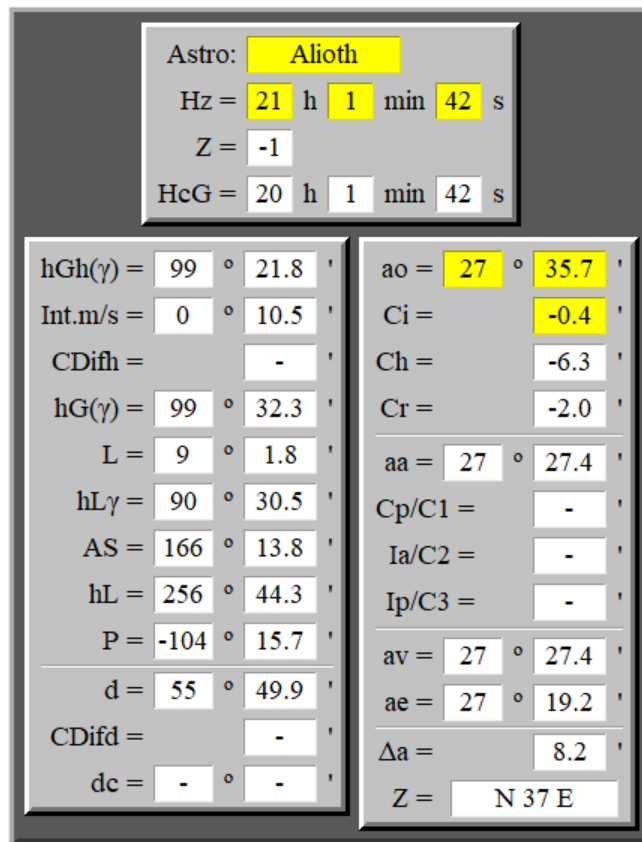 Astro: Alioth
Hz = 21 h 1 min 42 s
Z = -1
HcG = 20 h 1 min 42 s
hGh(γ) = 99 º 21.8 '
Int.m/s = 0 º 10.5 '
CDifh = - '
hG(γ) = 99 º 32.3 '
L = 9 º 1.8 '
hLγ = 90 º 30.5 '
AS = 166 º 13.8 '
hL = 256 º 44.3 '
P = -104 º 15.7 '
d = 55 º 49.9 '
CDifd = - '
dc = - º - '
ao = 27 º 35.7 '
Ci = -0.4 '
Ch = -6.3 '
Cr = -2.0 '
aa = 27 º 27.4 '
Cp/C1 = - '
Ia/C2 = - '
Ip/C3 = - '
av = 27 º 27.4 '
ae = 27 º 19.2 '
Δa = 8.2 '
Z = N 37 E